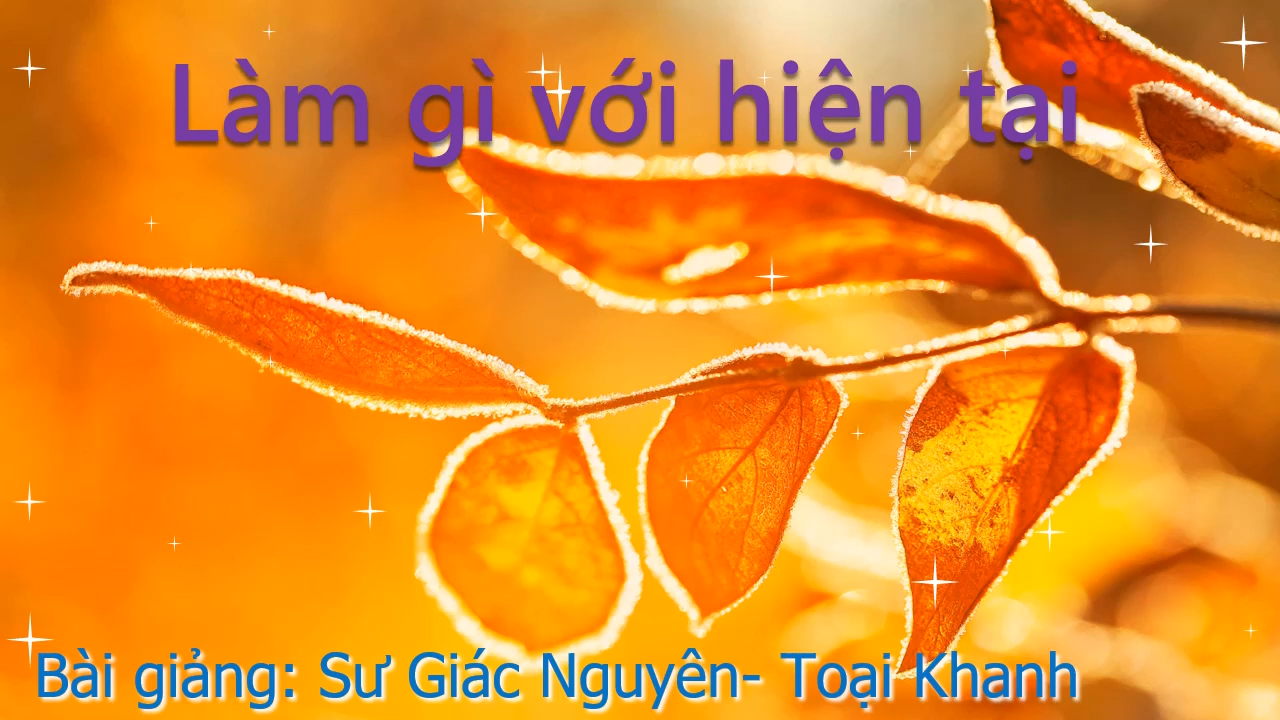 Làm gì với hiện tại
Bài giảng: Sư Giác Nguyên- Toại Khanh